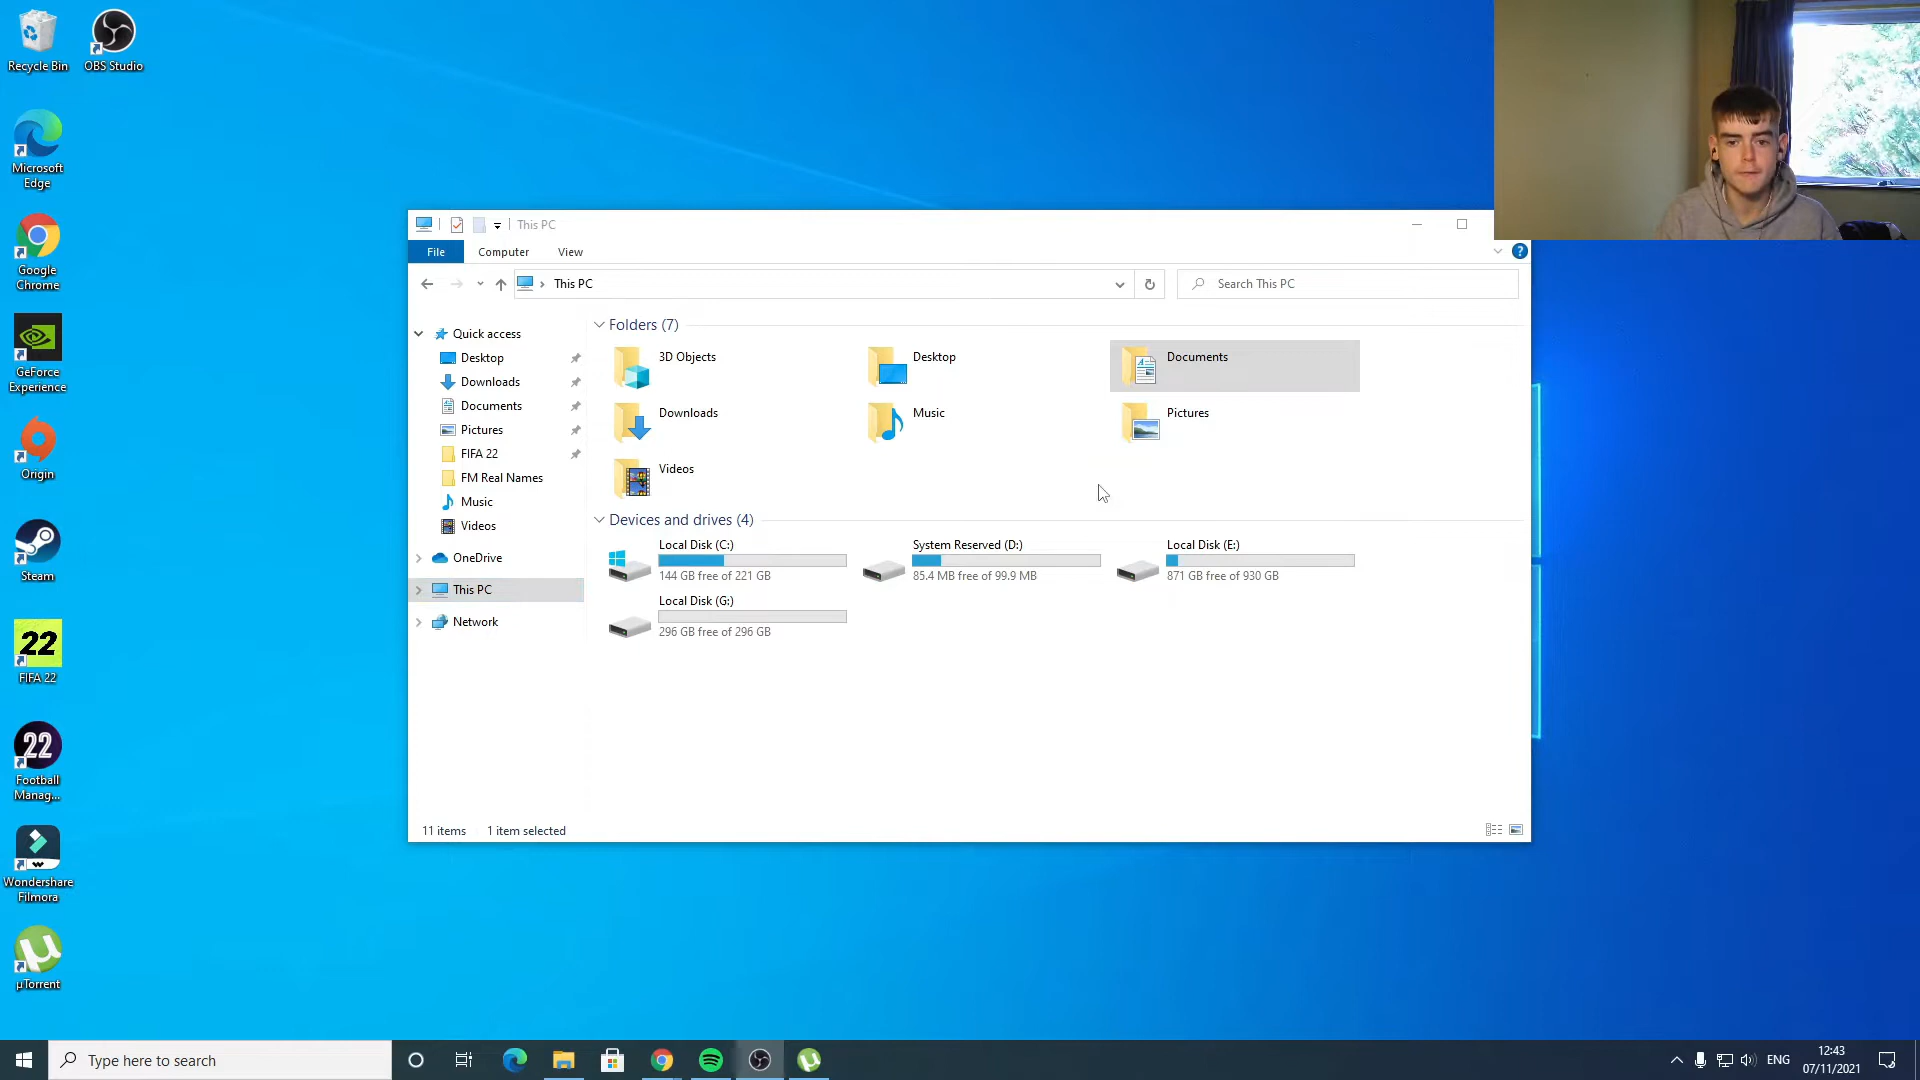 Recycle Bin
OBS Studio
Microsoft
Edge
Google
Chrome
GeForce
Experience
Origin
Steam
22
FIFA 22
22
Football
Manag...
Wondershare
Filmora
µTorrent
This PC
File
Computer
View
?
This PC
Search This PC
Quick access
Desktop
Downloads
Documents
Pictures
FIFA 22
FM Real Names
Music
Videos
OneDrive
This PC
Network
Folders (7)
3D Objects
Desktop
Documents
Downloads
Music
Pictures
Videos
Devices and drives (4)
Local Disk (C:)
144 GB free of 221 GB
System Reserved (D:)
85.4 MB free of 99.9 MB
Local Disk (E:)
871 GB free of 930 GB
Local Disk (G:)
296 GB free of 296 GB
11 items
1 item selected
Type here to search
ENG
12:43
07/11/2021